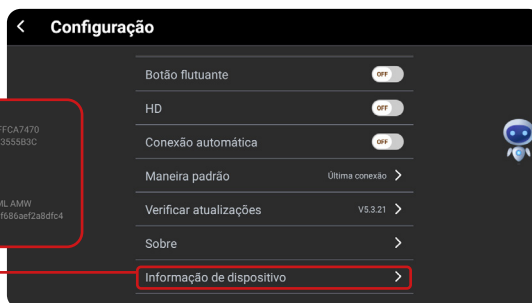 Configuração
Botão flutuante OFF
HD OFF
FFCA7470
Conexão automática OFF
73555B3C
Maneira padrão Última conexão
ML AMW
Verificar atualizações V5.3.21
f686aef2a8dfc4
Sobre
Informação de dispositivo